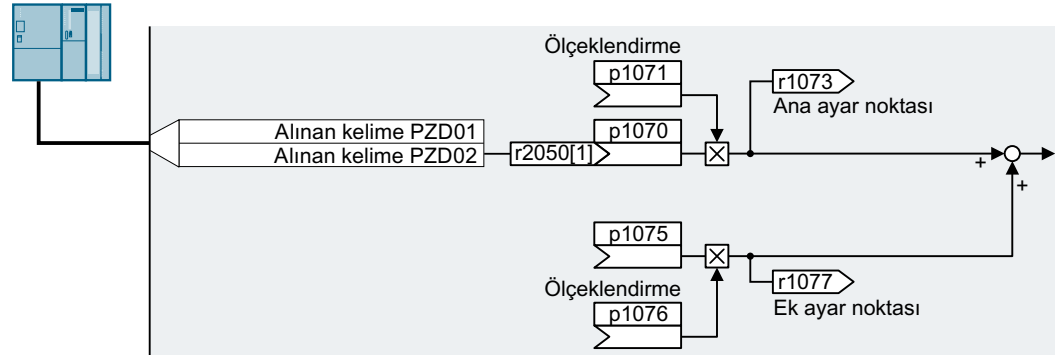 Ölçeklendirme
p1071
r1073
Ana ayar noktası
Alınan kelime PZD01
p1070
Alınan kelime PZD02
r2050[1]
+
+
p1075
r1077
Ölçeklendirme
Ek ayar noktası
p1076